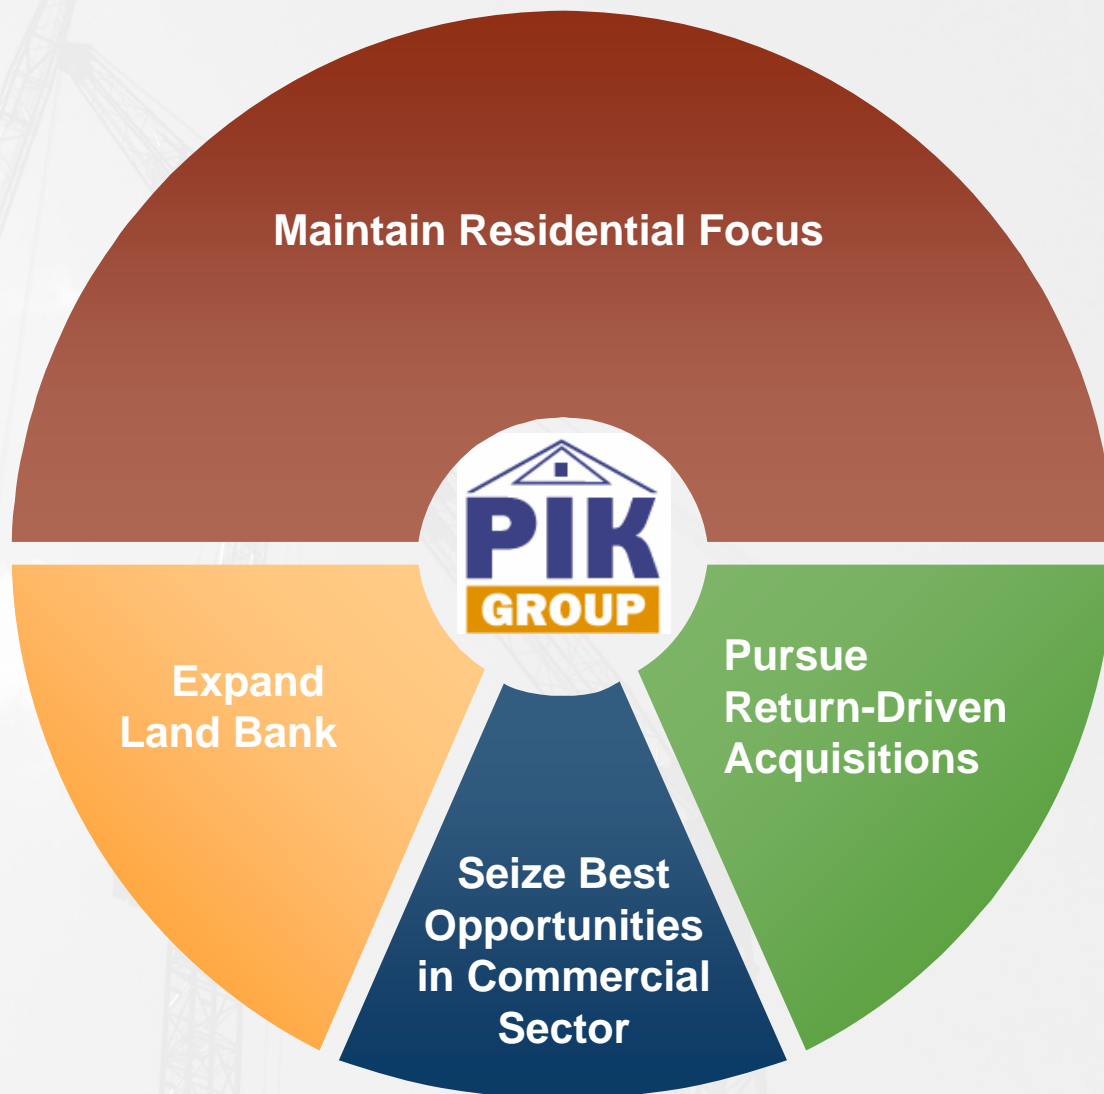 Maintain Residential Focus
PIK
GROUP
Expand
Land Bank
Pursue
Return-Driven
Acquisitions
Seize Best
Opportunities
in Commercial
Sector